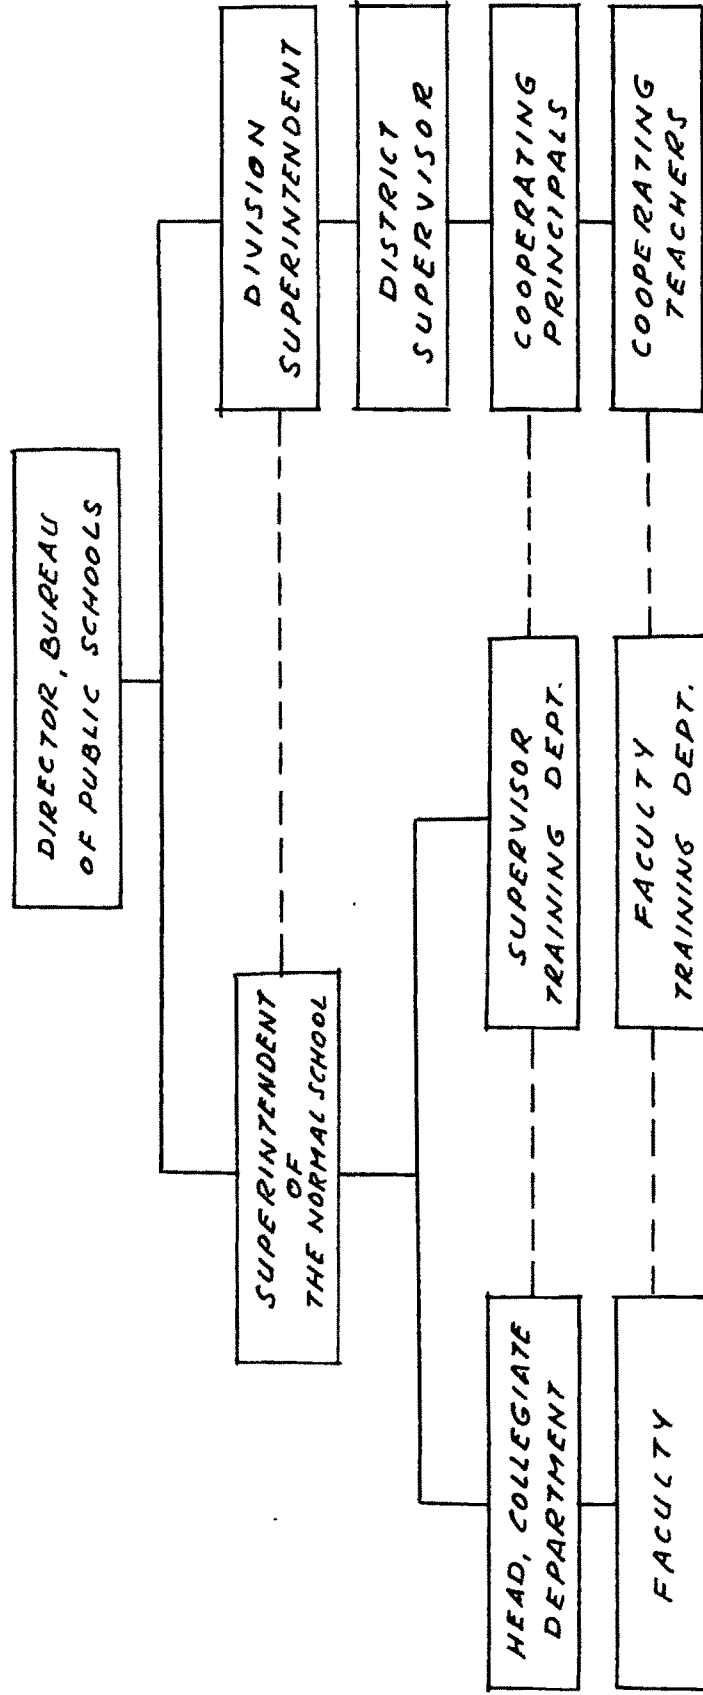 DIRECTOR, BUREAU
OF PUBLIC SCHOOLS
SUPERINTENDENT
OF
THE NORMAL SCHOOL
DIVISION
SUPERINTENDENT
DISTRICT
SUPERVISOR
HEAD, COLLEGIATE
DEPARTMENT
SUPERVISOR
TRAINING DEPT.
COOPERATING
PRINCIPALS
FACULTY
FACULTY
TRAINING DEPT.
COOPERATING
TEACHERS